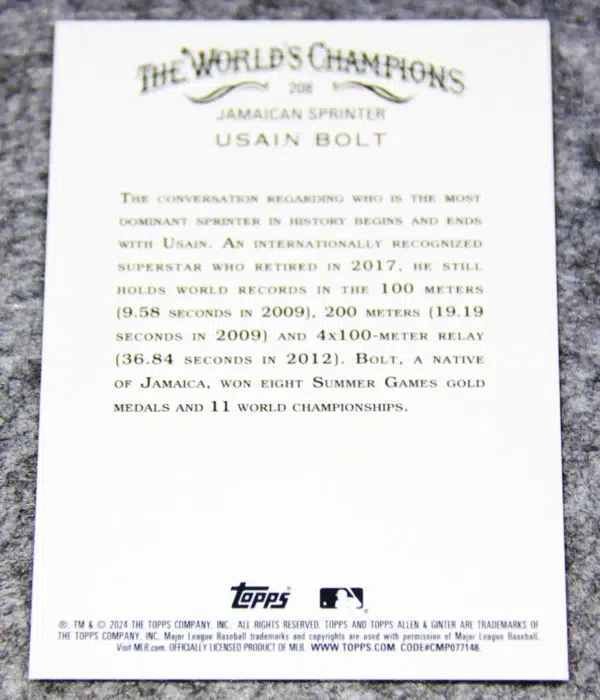 THE WORLD'S CHAMPIONS
208
JAMAICAN SPRINTER
USAIN BOLT
THE CONVERSATION REGARDING WHO IS THE MOST
DOMINANT SPRINTER IN HISTORY BEGINS AND ENDS
WITH USAIN. AN INTERNATIONALLY RECOGNIZED
SUPERSTAR WHO RETIRED IN 2017, HE STILL
HOLDS WORLD RECORDS IN THE 100 METERS
(9.58 SECONDS IN 2009), 200 METERS (19.19
SECONDS IN 2009) AND 4X100-METER RELAY
(36.84 SECONDS IN 2012). BOLT, A NATIVE
OF JAMAICA, WON EIGHT SUMMER GAMES GOLD
MEDALS AND 11 WORLD CHAMPIONSHIPS.
topps
®, TM & © 2024 THE TOPPS COMPANY, INC. ALL RIGHTS RESERVED. TOPPS AND TOPPS ALLEN & GINTER ARE TRADEMARKS OF
THE TOPPS COMPANY, INC. Major League Baseball trademarks and copyrights are used with permission of Major League Baseball.
Visit MLB.com. OFFICIALLY LICENSED PRODUCT OF MLB. WWW.TOPPS.COM CODE#CMP077148